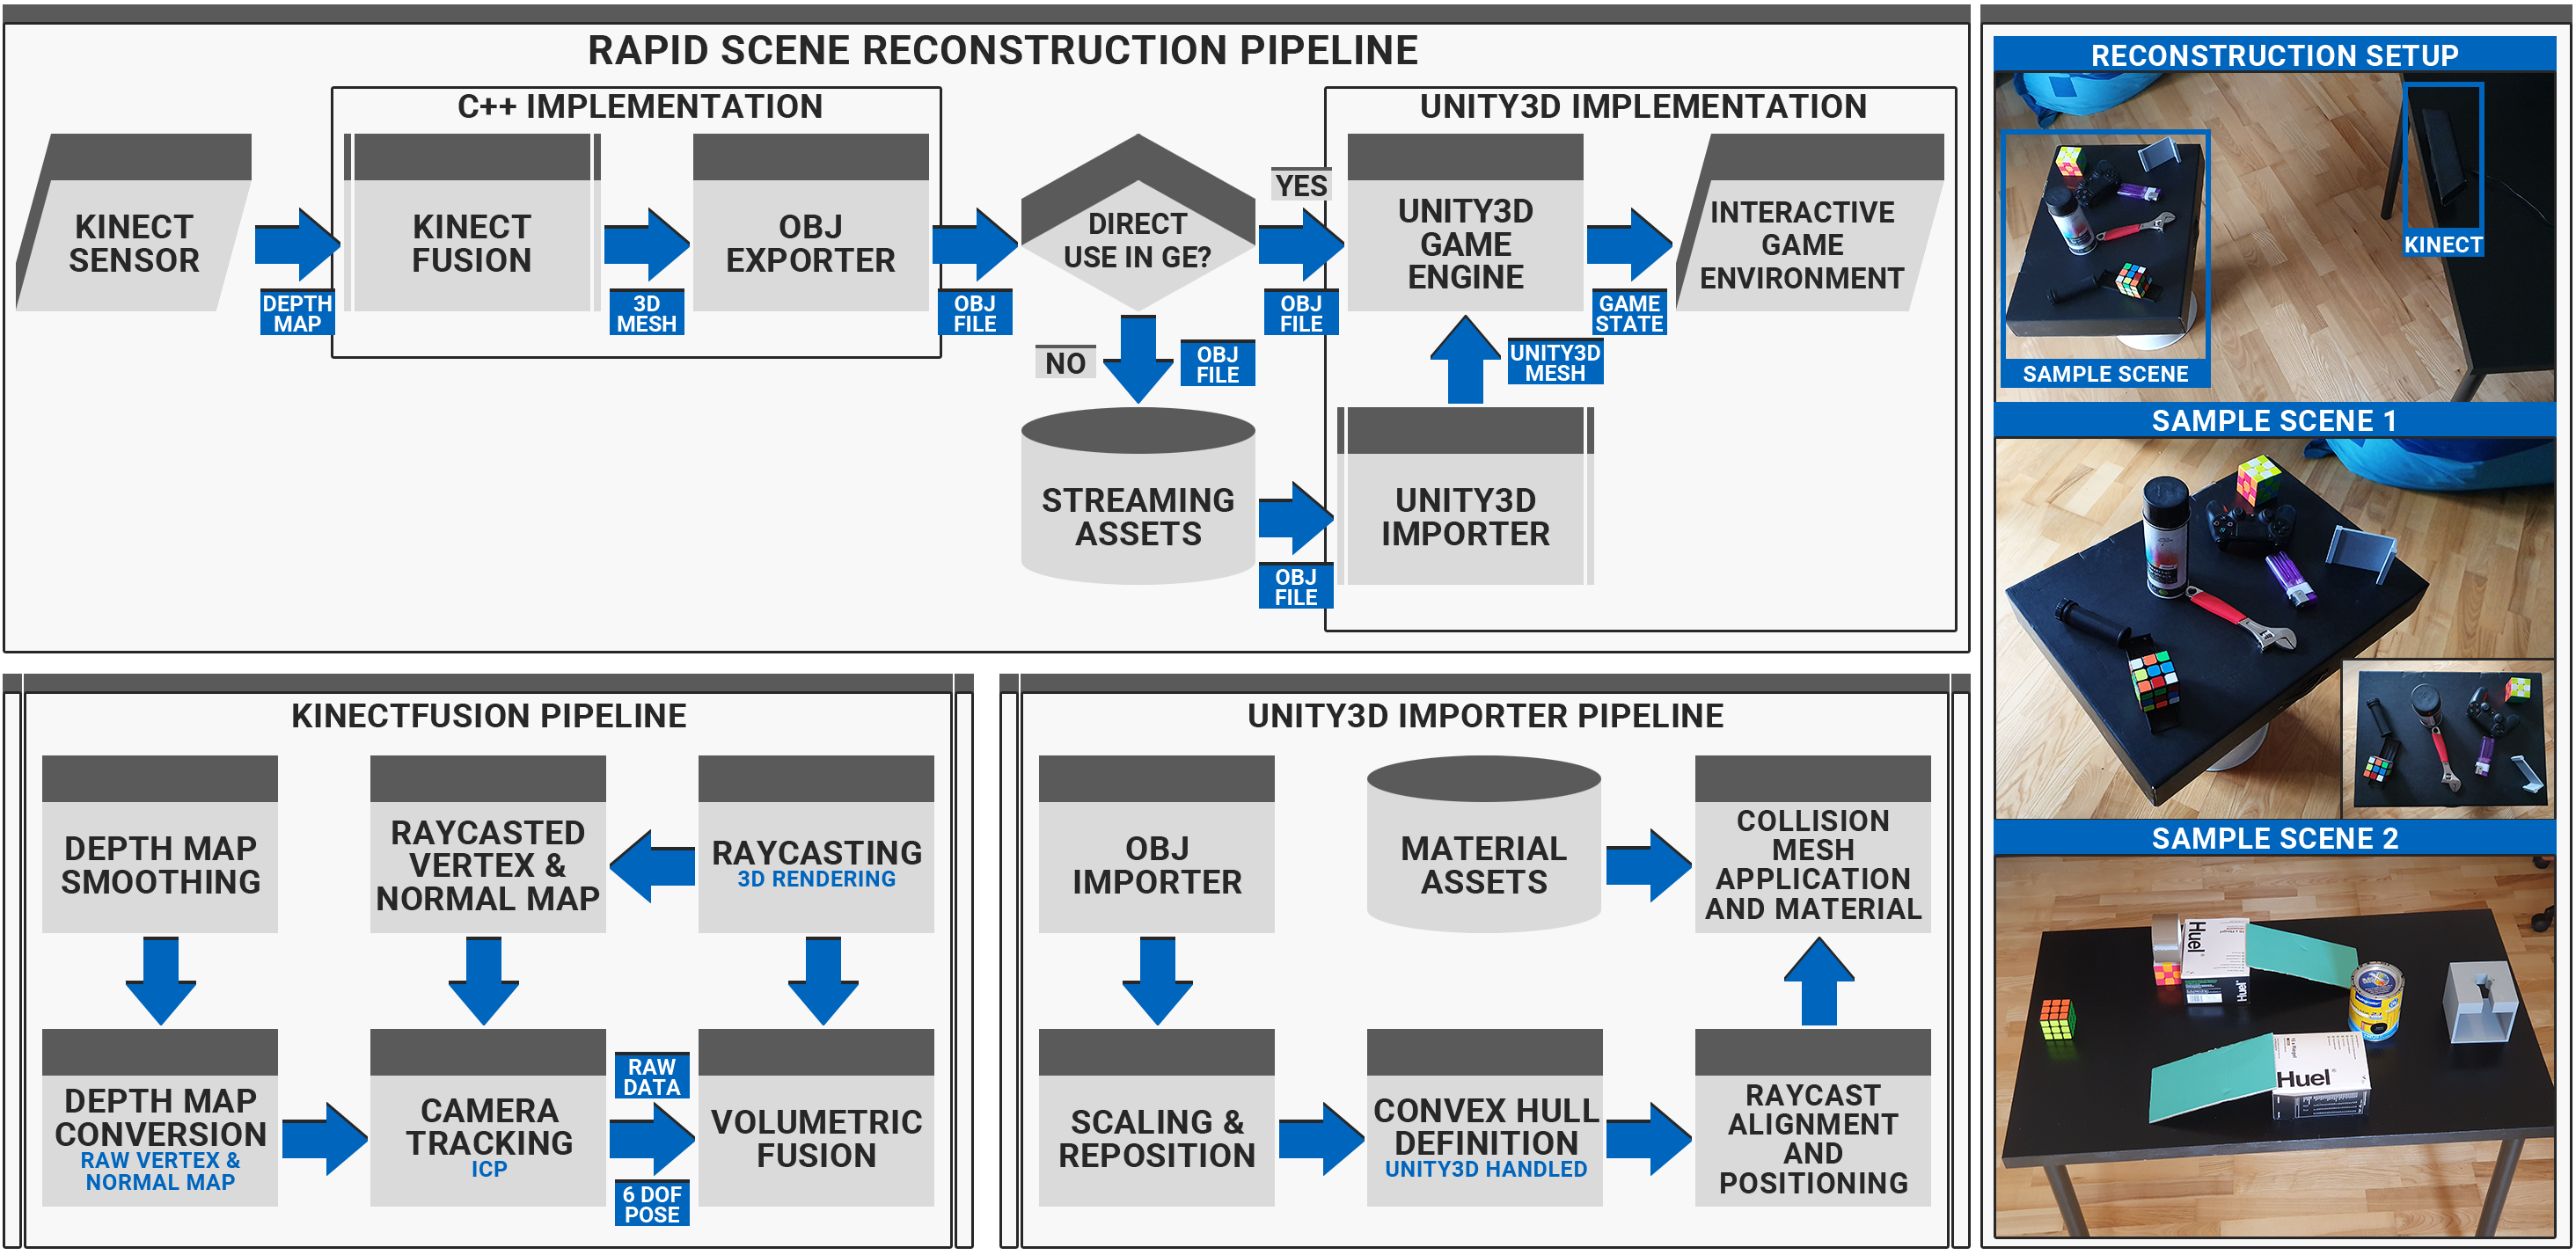 RAPID SCENE RECONSTRUCTION PIPELINE
C++ IMPLEMENTATION
UNITY3D IMPLEMENTATION
KINECT
SENSOR
DEPTH
MAP
KINECT
FUSION
3D
MESH
OBJ
EXPORTER
OBJ
FILE
DIRECT
USE IN GE?
YES
OBJ
FILE
UNITY3D
GAME
ENGINE
GAME
STATE
INTERACTIVE
GAME
ENVIRONMENT
NO
OBJ
FILE
UNITY3D
MESH
STREAMING
ASSETS
OBJ
FILE
UNITY3D
IMPORTER
KINECTFUSION PIPELINE
DEPTH MAP
SMOOTHING
RAYCASTED
VERTEX &
NORMAL MAP
RAYCASTING
3D RENDERING
DEPTH MAP
CONVERSION
RAW VERTEX &
NORMAL MAP
CAMERA
TRACKING
ICP
RAW
DATA
6 DOF
POSE
VOLUMETRIC
FUSION
UNITY3D IMPORTER PIPELINE
OBJ
IMPORTER
MATERIAL
ASSETS
COLLISION
MESH
APPLICATION
AND MATERIAL
SCALING &
REPOSITION
CONVEX HULL
DEFINITION
UNITY3D HANDLED
RAYCAST
ALIGNMENT
AND
POSITIONING
RECONSTRUCTION SETUP
KINECT
SAMPLE SCENE
SAMPLE SCENE 1
SAMPLE SCENE 2
Huel
Huel
Huel